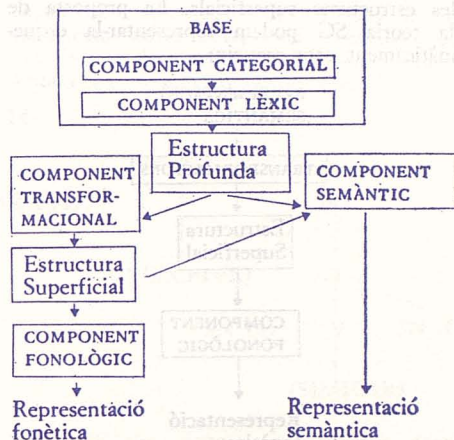 BASE
COMPONENT CATEGORIAL
COMPONENT LÈXIC
Estructura
Profunda
COMPONENT
TRANSFOR-
MACIONAL
COMPONENT
SEMÀNTIC
Estructura
Superficial
COMPONENT
FONOLÒGIC
Representació
fonètica
Representació
semàntica